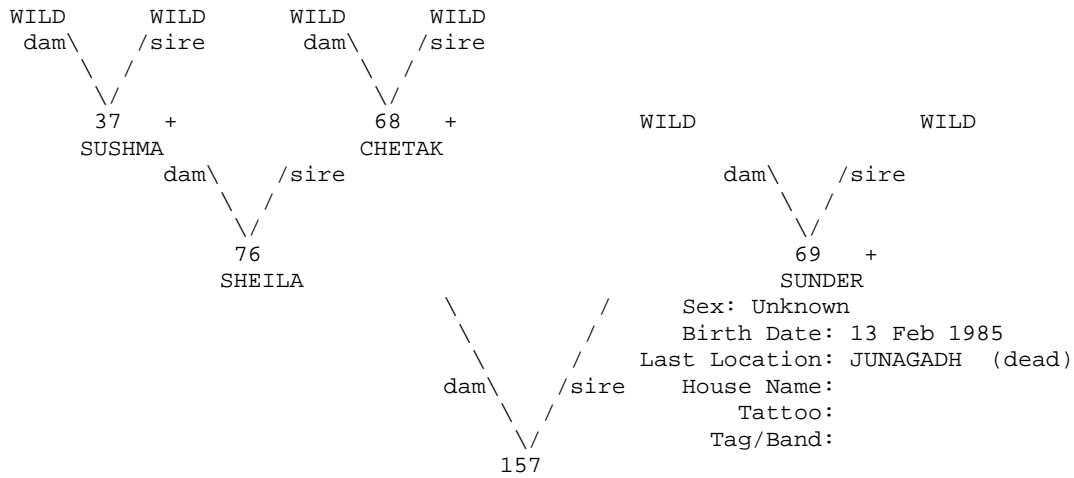 WILD WILD WILD WILD
dam\ /sire dam\ /sire
\ / \ /
\/ \/
37 + 68 + WILD WILD
SUSHMA CHETAK
dam\ /sire dam\ /sire
\ / \ /
\/ \/
76 69 +
SHEILA SUNDER
\ / Sex: Unknown
\ / Birth Date: 13 Feb 1985
\ / Last Location: JUNAGADH (dead)
dam\ /sire House Name:
\ / Tattoo:
\/ Tag/Band:
157